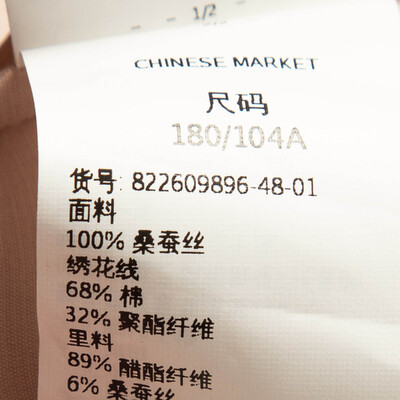 1/2
CHINESE MARKET
尺码
180/104A
货号: 822609896-48-01
面料
100% 桑蚕丝
绣花线
68% 棉
32% 聚酯纤维
里料
89% 醋酯纤维
6% 桑蚕丝